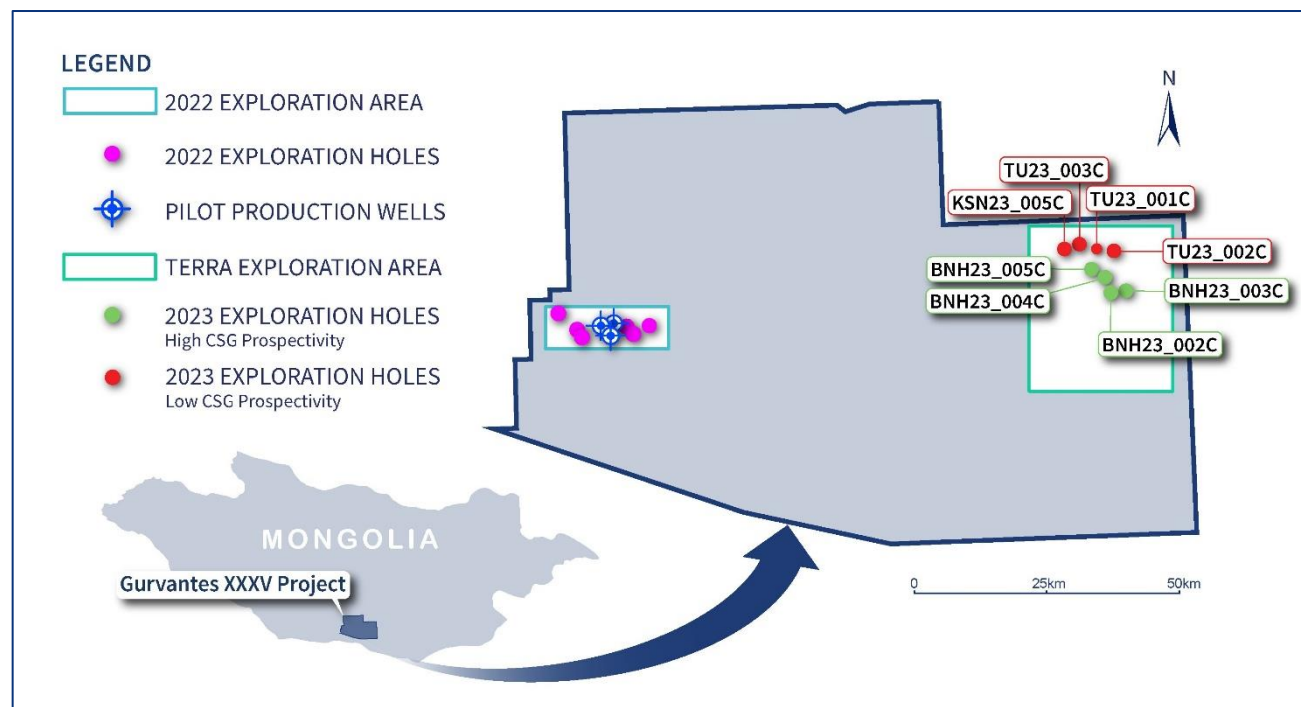 LEGEND
2022 EXPLORATION AREA
2022 EXPLORATION HOLES
PILOT PRODUCTION WELLS
TERRA EXPLORATION AREA
2023 EXPLORATION HOLES
High CSG Prospectivity
2023 EXPLORATION HOLES
Low CSG Prospectivity
N
TU23_003C
KSN23_005C
TU23_001C
TU23_002C
BNH23_005C
BNH23_004C
BNH23_003C
BNH23_002C
MONGOLIA
Gurvantes XXXV Project
0
25km
50km